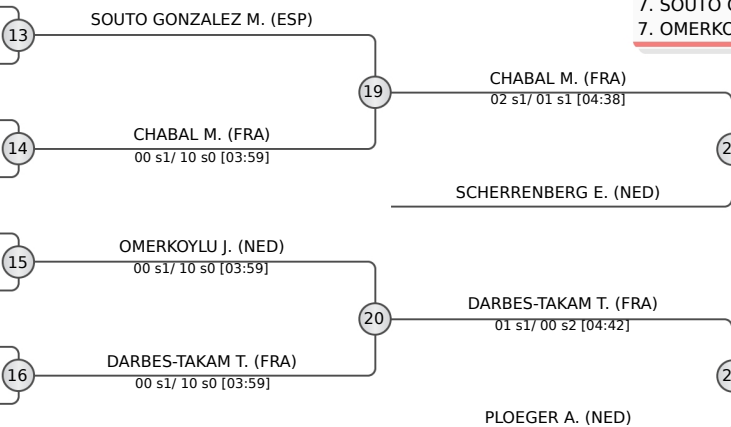 7. SOUTO
7. OMERKO
SOUTO GONZALEZ M. (ESP)
13
CHABAL M. (FRA)
19
02 s1/ 01 s1 [04:38]
CHABAL M. (FRA)
14
00 s1/ 10 s0 [03:59]
2
SCHERRENBERG E. (NED)
OMERKOYLU J. (NED)
15
00 s1/ 10 s0 [03:59]
DARBES-TAKAM T. (FRA)
20
01 s1/ 00 s2 [04:42]
DARBES-TAKAM T. (FRA)
16
00 s1/ 10 s0 [03:59]
2
PLOEGER A. (NED)